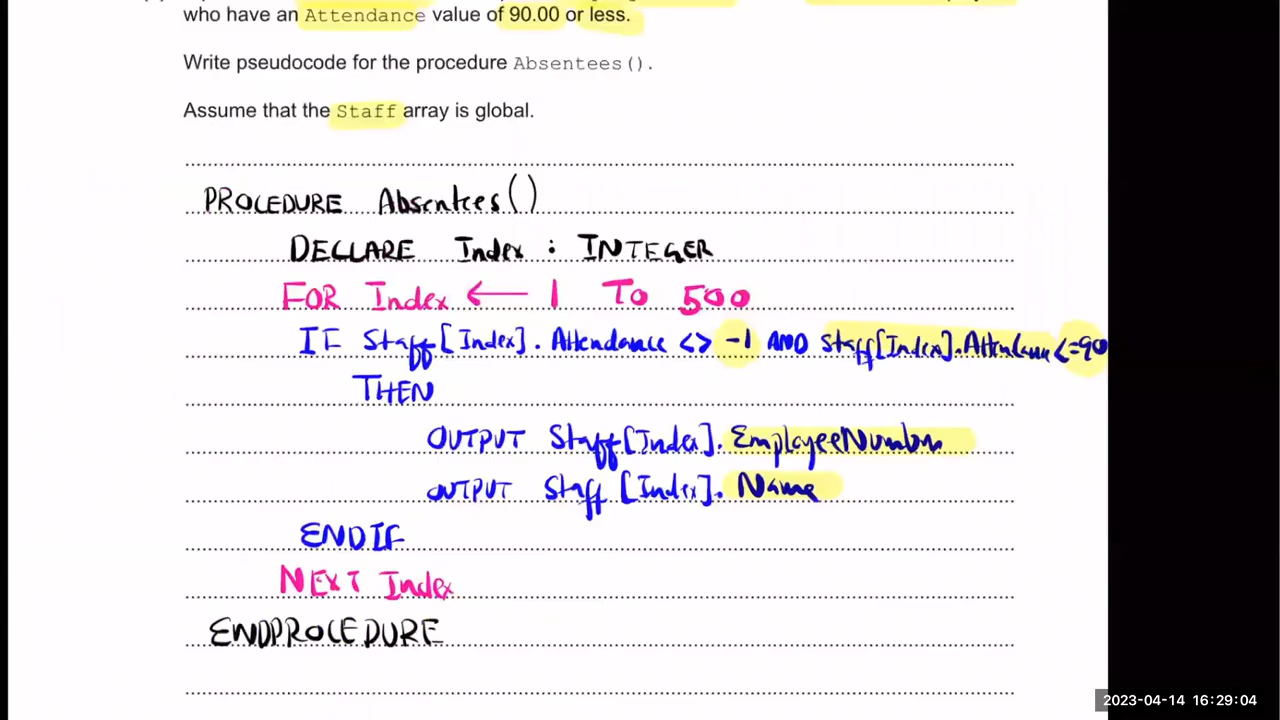 who have an Attendance value of 90.00 or less.
Write pseudocode for the procedure Absentees().
Assume that the Staff array is global.
PROCEDURE Absentees()
DECLARE Index : INTEGER
FOR Index ← 1 TO 500
IF Staff[Index].Attendance <> -1 AND Staff[Index].Attendance <=90
THEN
OUTPUT Staff[Index].EmployeeNumber
OUTPUT Staff[Index].Name
ENDIF
NEXT Index
ENDPROCEDURE
2023-04-14 16:29:04